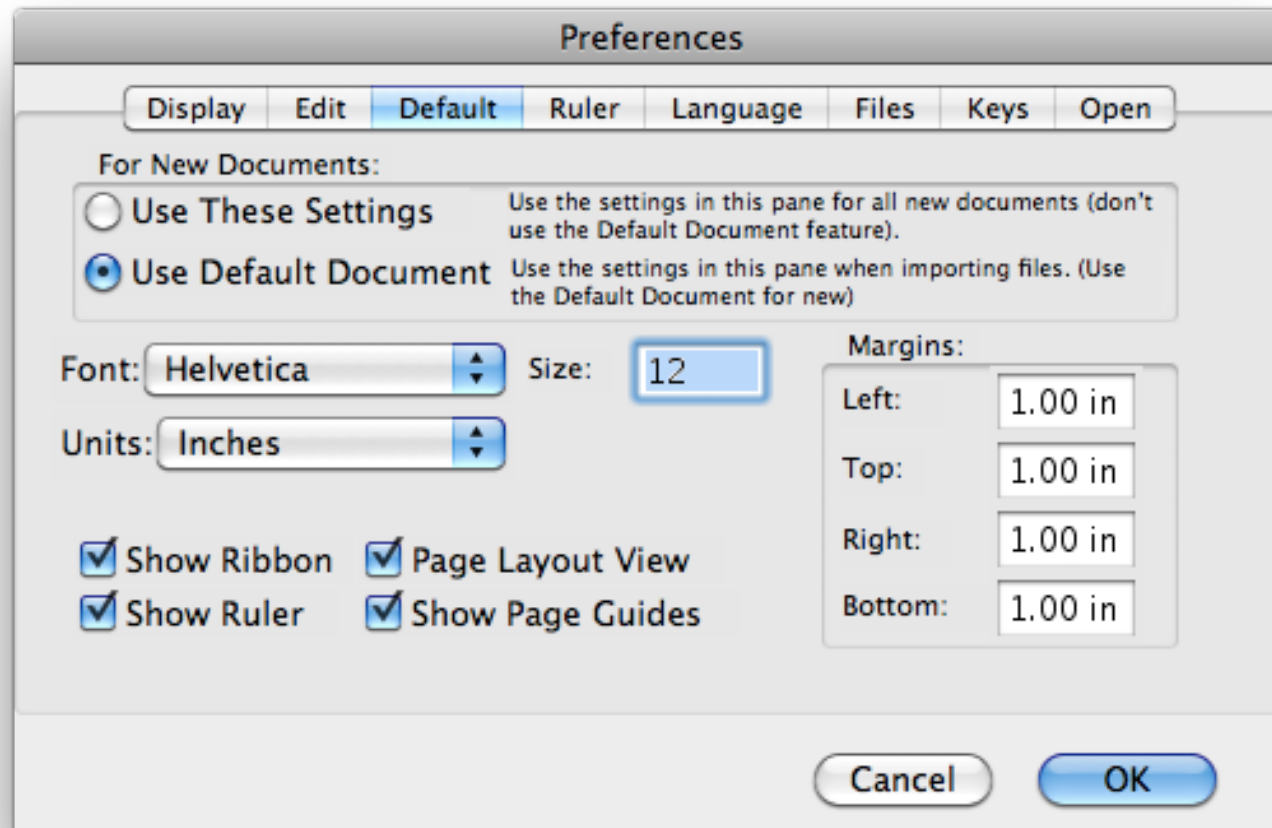 Preferences
Display Edit Default Ruler Language Files Keys Open
For New Documents:
Use These Settings
Use the settings in this pane for all new documents (don't
use the Default Document feature).
Use Default Document
Use the settings in this pane when importing files. (Use
the Default Document for new)
Font: Helvetica Size: 12
Units: Inches
Show Ribbon Page Layout View
Show Ruler Show Page Guides
Margins:
Left: 1.00 in
Top: 1.00 in
Right: 1.00 in
Bottom: 1.00 in
Cancel OK